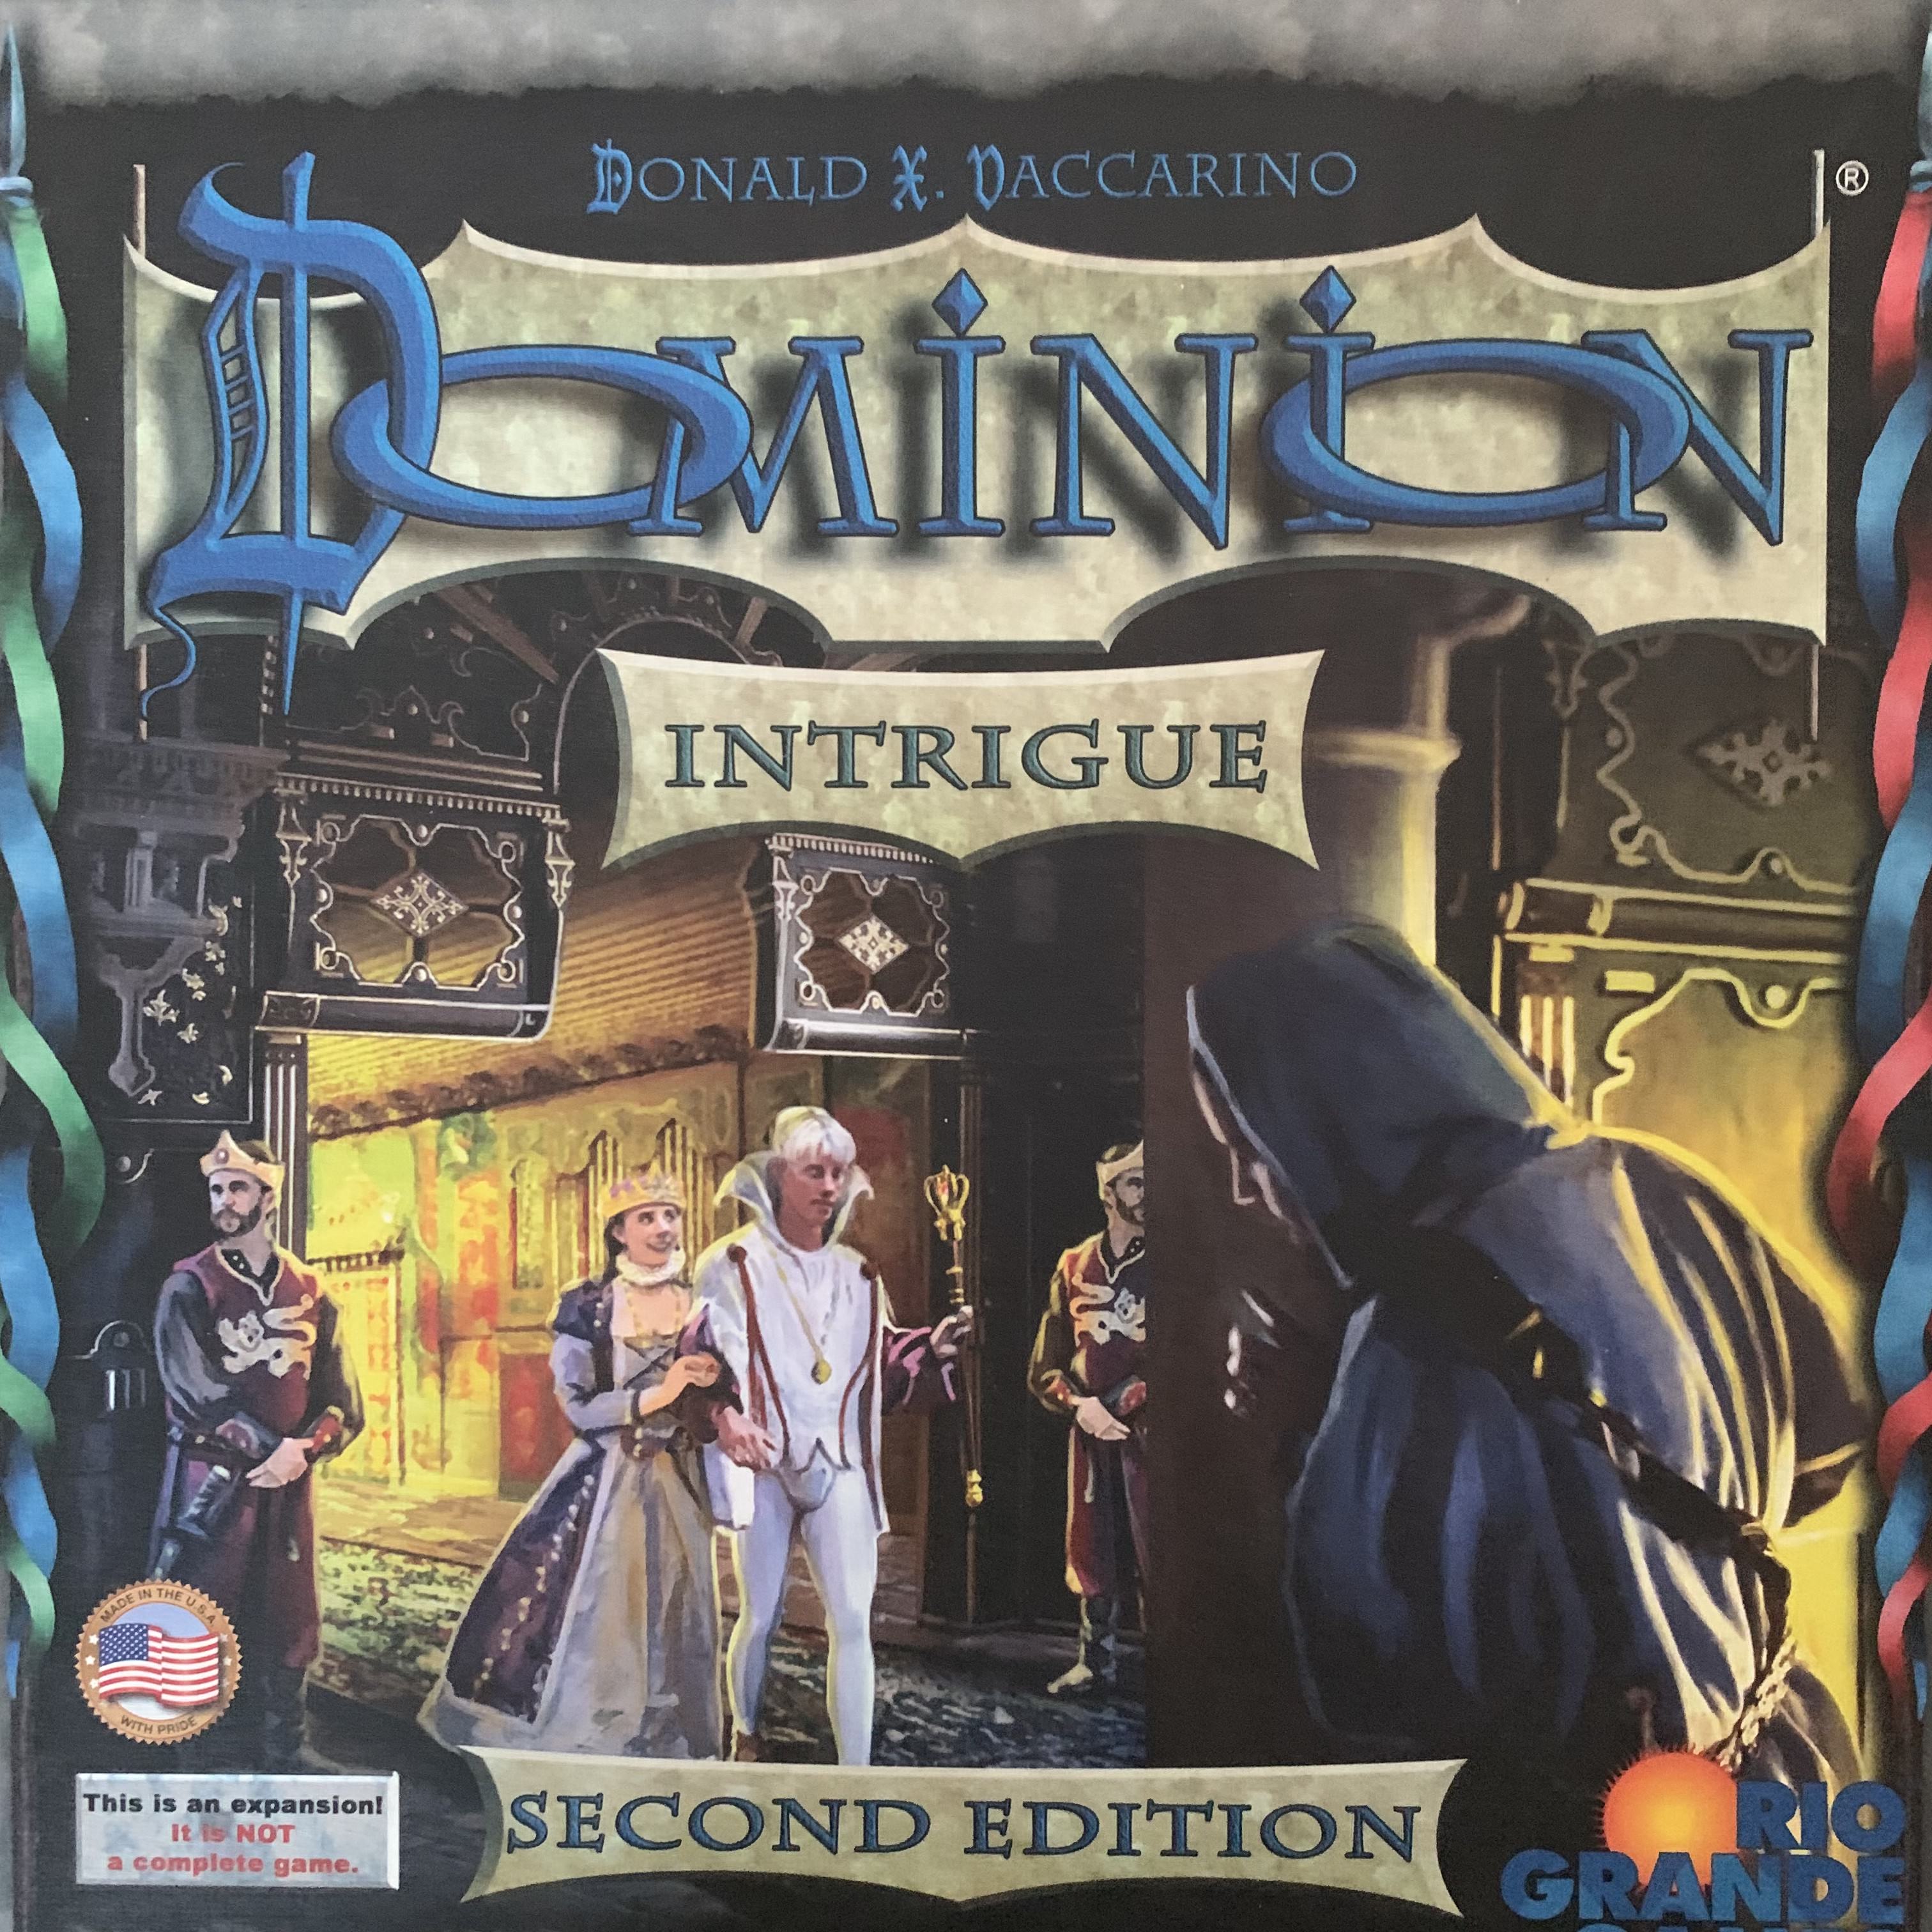 DONALD X. VACCARINO
®
DOMINION
INTRIGUE
MADE IN THE U.S.A.
WITH PRIDE
This is an expansion!
It is NOT
a complete game.
SECOND EDITION
RIO
GRANDE